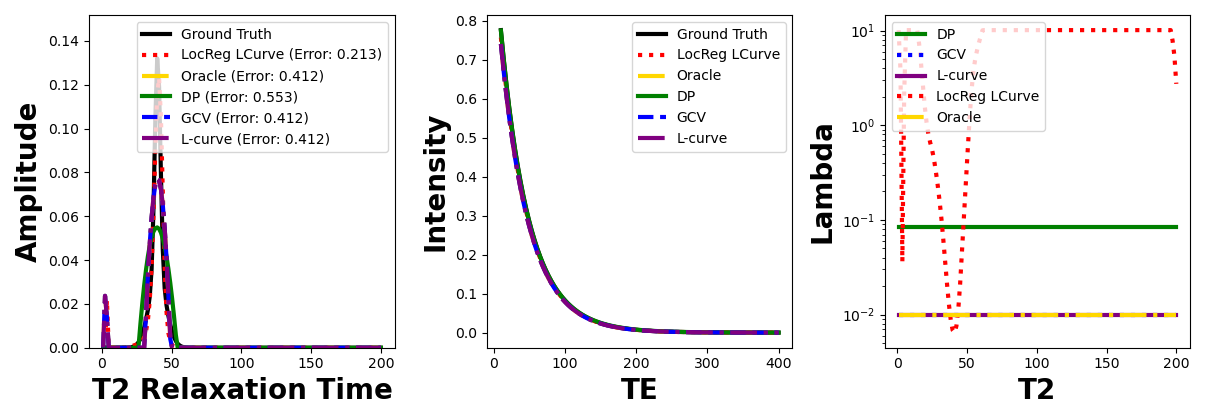 Amplitude
0.14
0.12
0.10
0.08
0.06
0.04
0.02
0.00
Ground Truth
LocReg LCurve (Error: 0.213)
Oracle (Error: 0.412)
DP (Error: 0.553)
GCV (Error: 0.412)
L-curve (Error: 0.412)
0 50 100 150 200
T2 Relaxation Time
Intensity
0.8
0.7
0.6
0.5
0.4
0.3
0.2
0.1
0.0
Ground Truth
LocReg LCurve
Oracle
DP
GCV
L-curve
0 100 200 300 400
TE
Lambda
10¹
10⁰
10⁻¹
10⁻²
DP
GCV
L-curve
LocReg LCurve
Oracle
0 50 100 150 200
T2